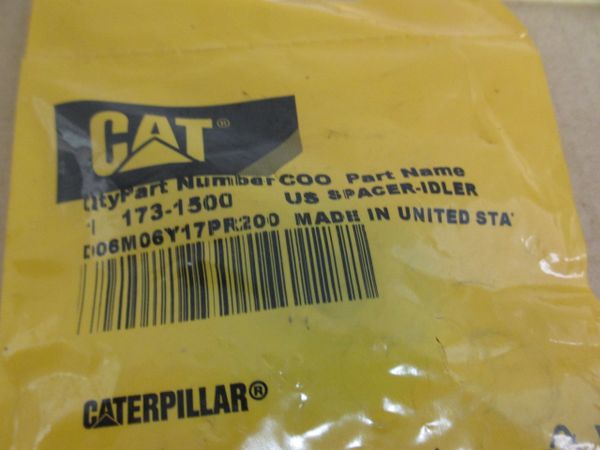 CAT®
QtyPart Number COO Part Name
1 173-1500 US SPACER-IDLER
D06M06Y17PR200 MADE IN UNITED STA
CATERPILLAR®